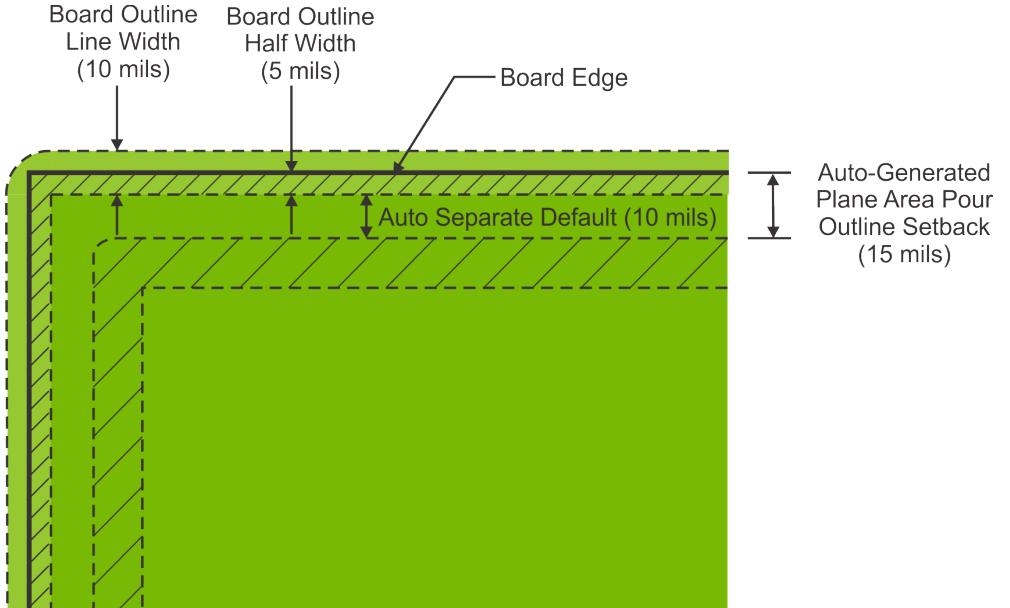 Board Outline
Line Width
(10 mils)
Board Outline
Half Width
(5 mils)
Board Edge
Auto Separate Default (10 mils)
Auto-Generated
Plane Area Pour
Outline Setback
(15 mils)